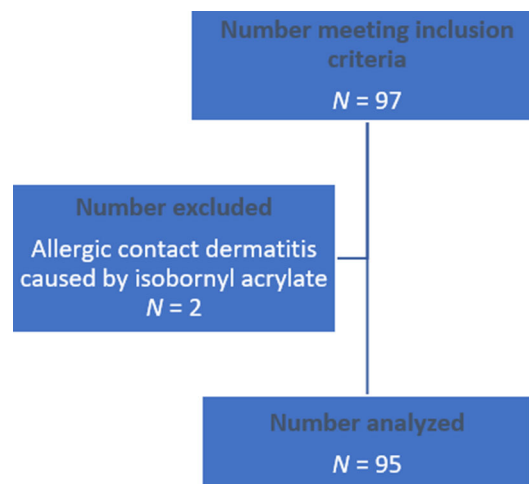 Number meeting inclusion
criteria
N = 97
Number excluded
Allergic contact dermatitis
caused by isobornyl acrylate
N = 2
Number analyzed
N = 95